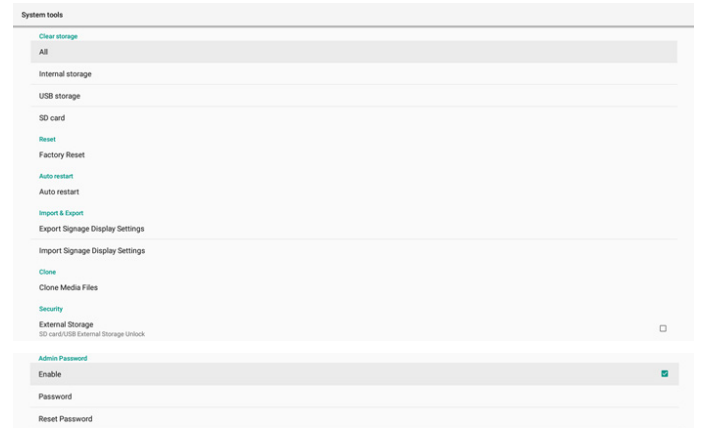 System tools
Clear storage
All
Internal storage
USB storage
SD card
Reset
Factory Reset
Auto restart
Auto restart
Import & Export
Export Signage Display Settings
Import Signage Display Settings
Clone
Clone Media Files
Security
External Storage
SD card/USB External Storage Unlock
Admin Password
Enable
Password
Reset Password